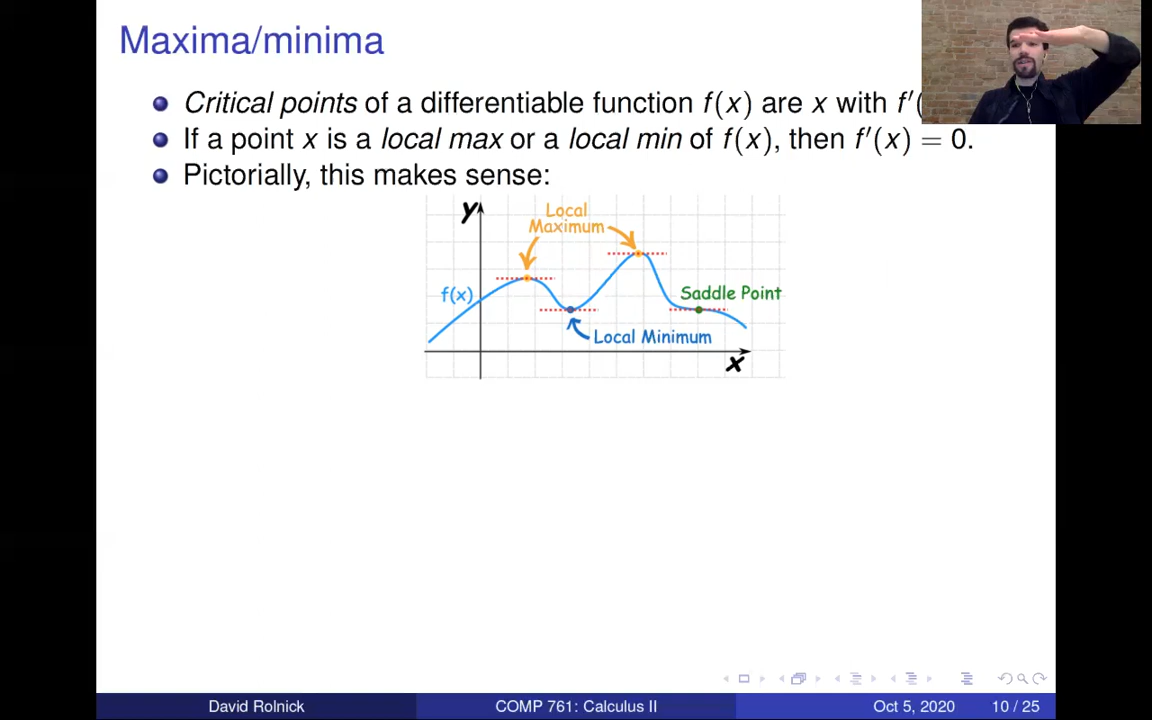 Maxima/minima
Critical points of a differentiable function f(x) are x with f′(
If a point x is a local max or a local min of f(x), then f′(x) = 0.
Pictorially, this makes sense:
y
Local
Maximum
f(x)
Saddle Point
Local Minimum
x
David Rolnick
COMP 761: Calculus II
Oct 5, 2020
10 / 25